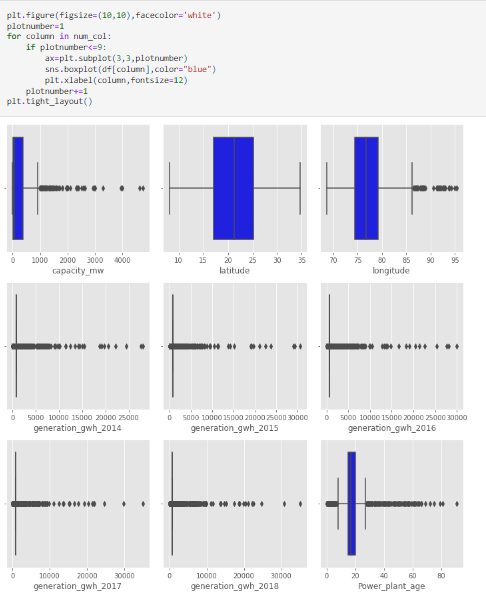 plt.figure(figsize=(10,10),facecolor='white')
plotnumber=1
for column in num_col:
    if plotnumber<=9:
        ax=plt.subplot(3,3,plotnumber)
        sns.boxplot(df[column],color="blue")
        plt.xlabel(column,fontsize=12)
    plotnumber+=1
plt.tight_layout()
0 1000 2000 3000 4000
capacity_mw
10 15 20 25 30 35
latitude
70 75 80 85 90 95
longitude
0 5000 10000 15000 20000 25000
generation_gwh_2014
0 5000 10000 15000 20000 25000 30000
generation_gwh_2015
0 5000 10000 15000 20000 25000 30000
generation_gwh_2016
0 10000 20000 30000
generation_gwh_2017
0 10000 20000 30000
generation_gwh_2018
0 20 40 60 80
Power_plant_age